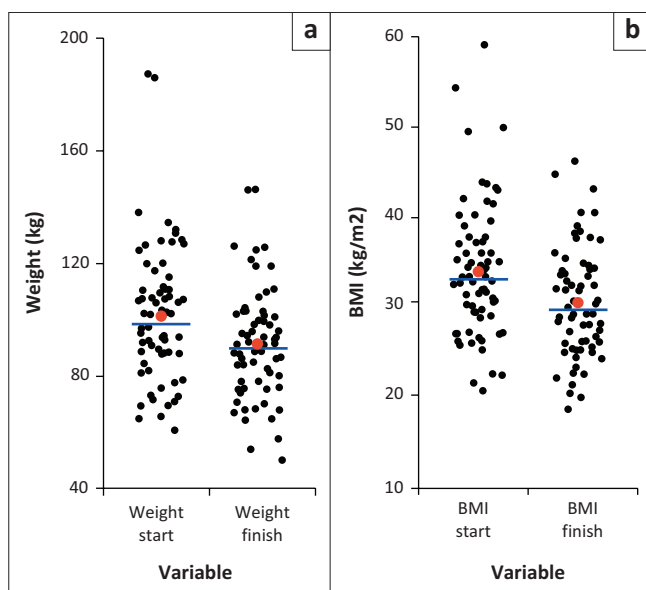 a
200
160
120
80
40
Weight (kg)
Weight
start
Weight
finish
Variable
b
60
50
40
30
20
10
BMI (kg/m2)
BMI
start
BMI
finish
Variable